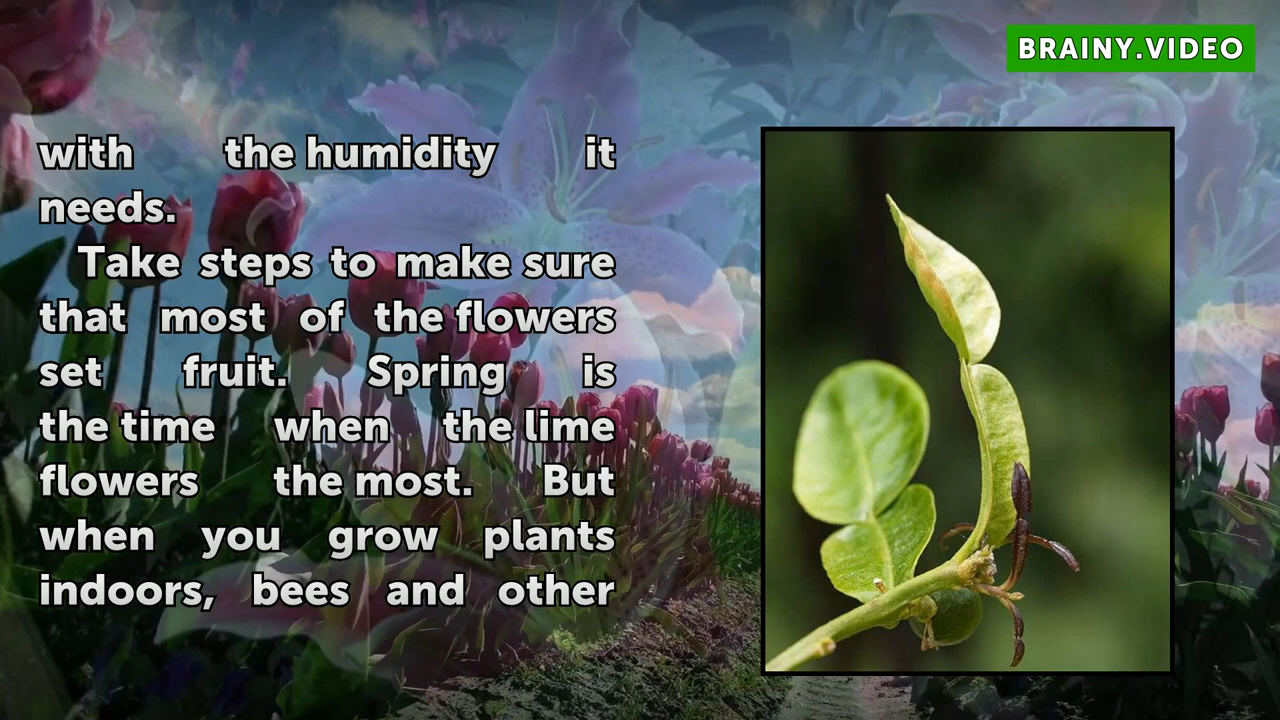 BRAINY.VIDEO
with the humidity it
needs.
Take steps to make sure
that most of the flowers
set fruit. Spring is
the time when the lime
flowers the most. But
when you grow plants
indoors, bees and other